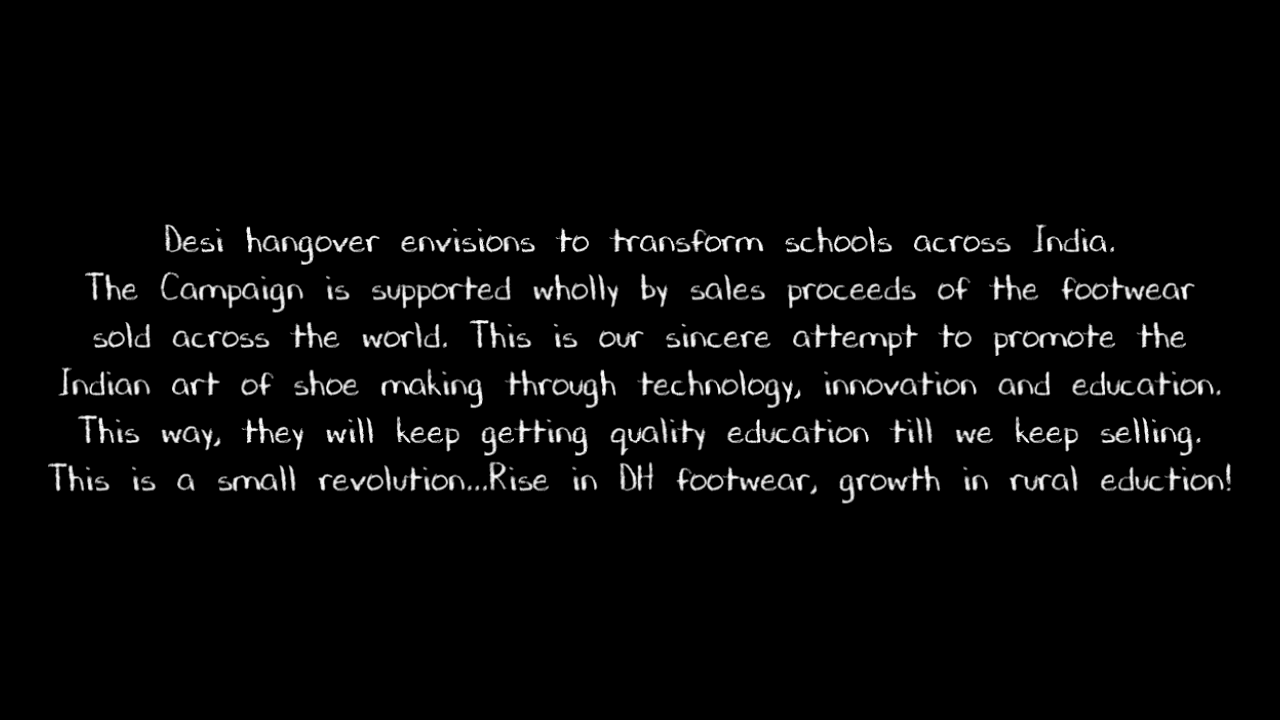 Desi hangover envisions to transform schools across India.
The Campaign is supported wholly by sales proceeds of the footwear
sold across the world. This is our sincere attempt to promote the
Indian art of shoe making through technology, innovation and education.
This way, they will keep getting quality education till we keep selling.
This is a small revolution...Rise in DH footwear, growth in rural eduction!